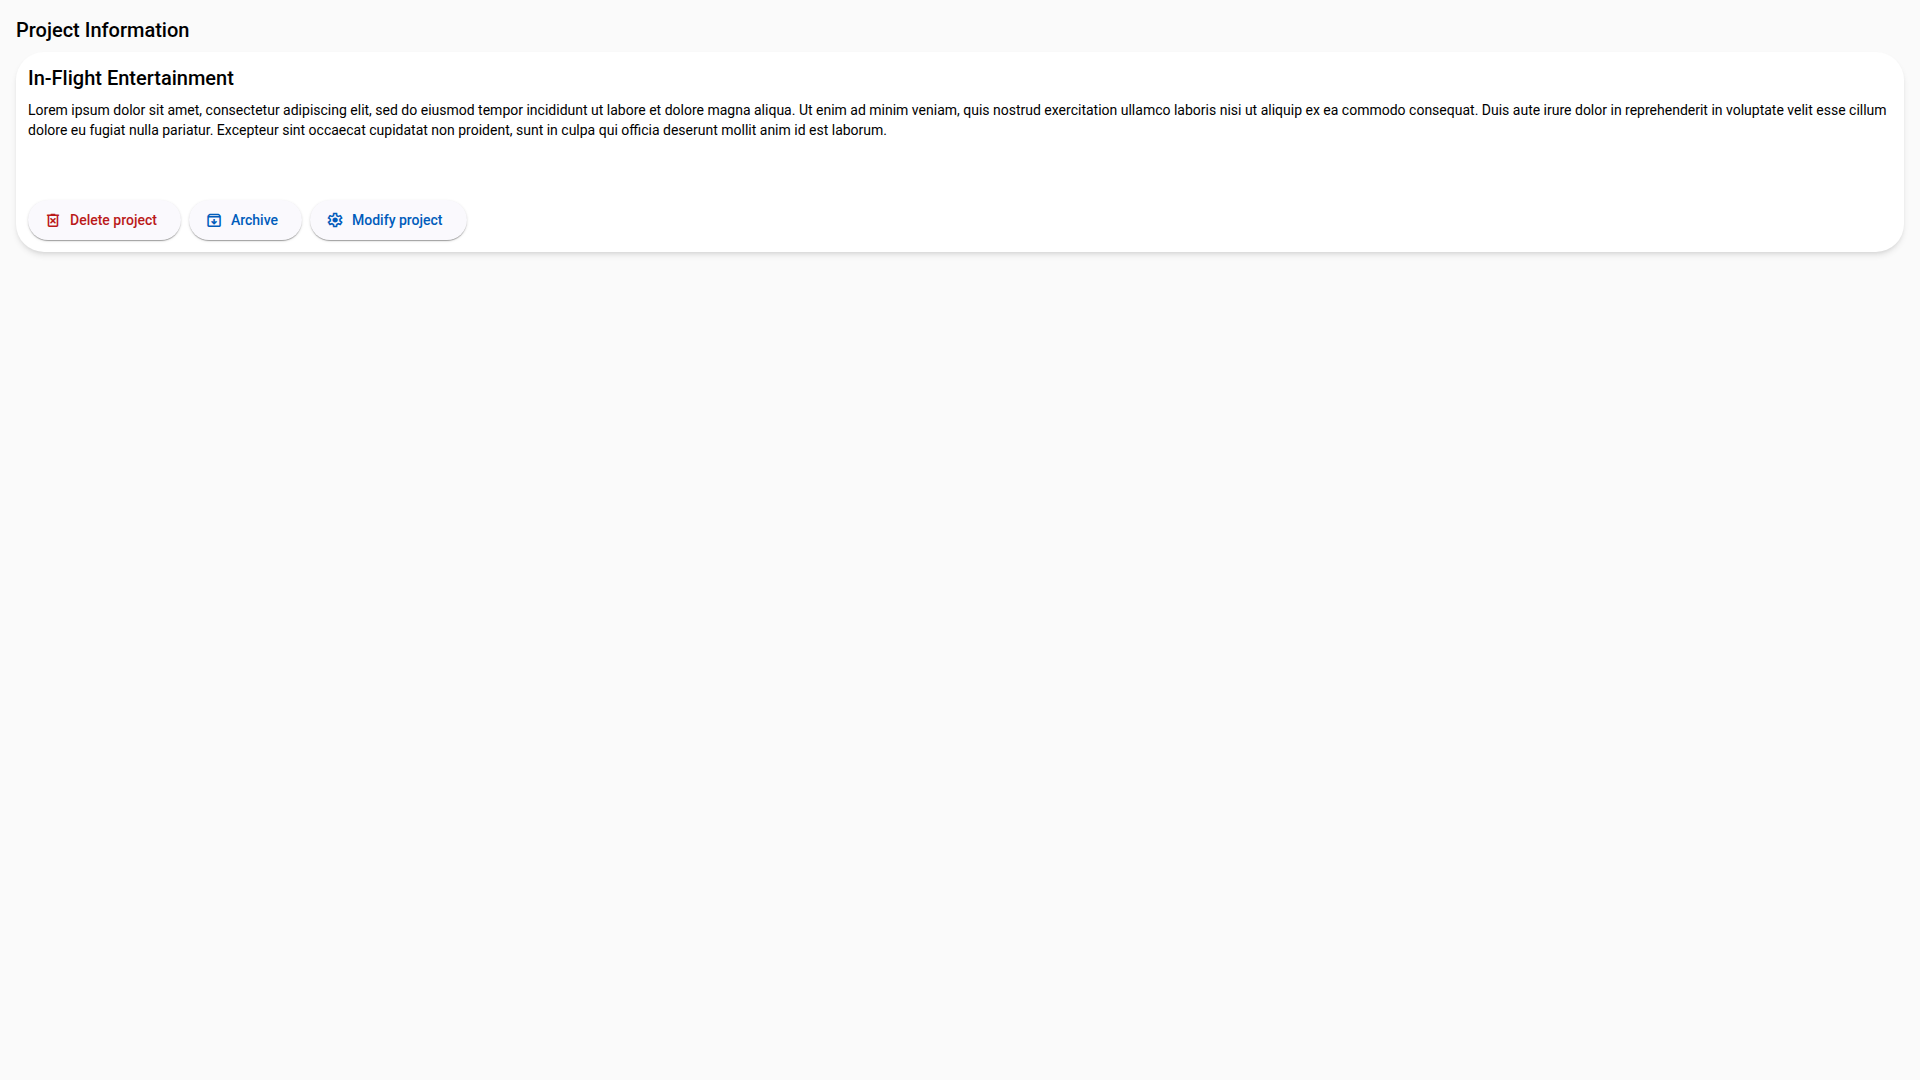 Project Information
In-Flight Entertainment
Lorem ipsum dolor sit amet, consectetur adipiscing elit, sed do eiusmod tempor incididunt ut labore et dolore magna aliqua. Ut enim ad minim veniam, quis nostrud exercitation ullamco laboris nisi ut aliquip ex ea commodo consequat. Duis aute irure dolor in reprehenderit in voluptate velit esse cillum
dolore eu fugiat nulla pariatur. Excepteur sint occaecat cupidatat non proident, sunt in culpa qui officia deserunt mollit anim id est laborum.
Delete project Archive Modify project